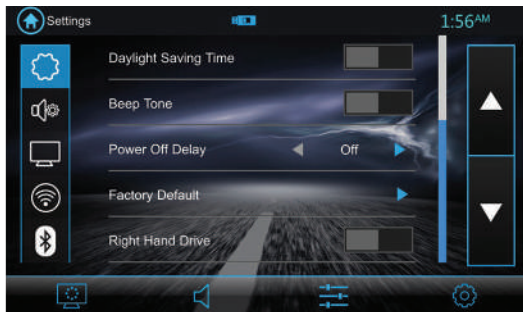 Settings
1:56AM
Daylight Saving Time
Beep Tone
Power Off Delay
Off
Factory Default
Right Hand Drive